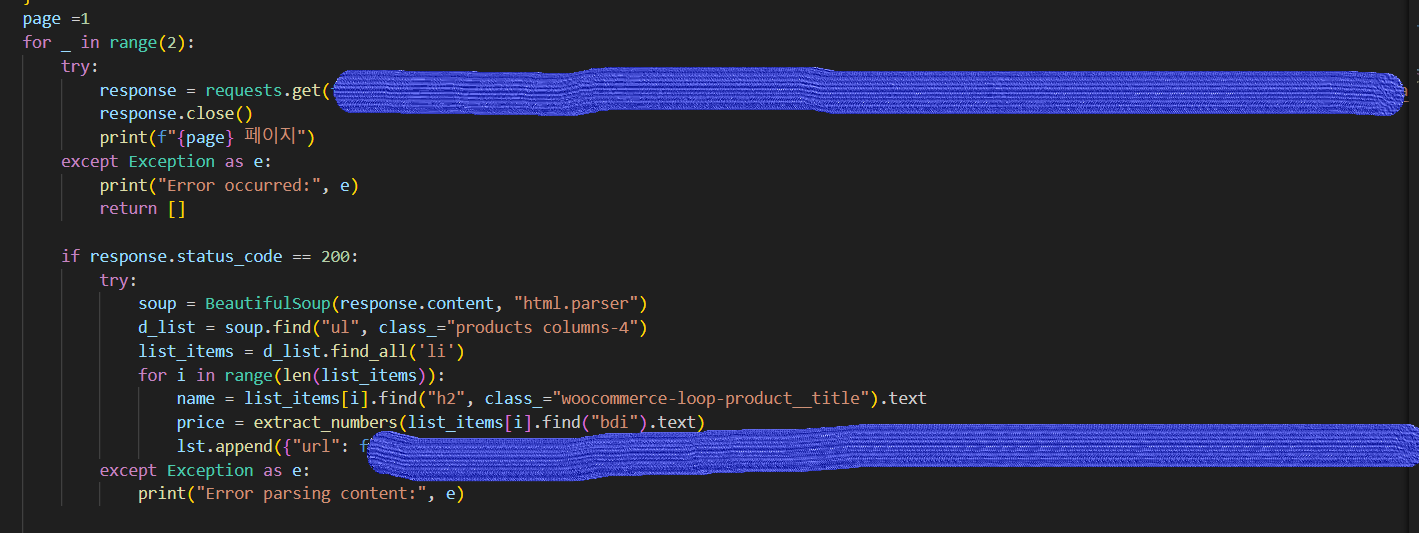 page =1
for _ in range(2):
try:
response = requests.get(
response.close()
print(f"{page} 페이지")
except Exception as e:
print("Error occurred:", e)
return []
if response.status_code == 200:
try:
soup = BeautifulSoup(response.content, "html.parser")
d_list = soup.find("ul", class_="products columns-4")
list_items = d_list.find_all('li')
for i in range(len(list_items)):
name = list_items[i].find("h2", class_="woocommerce-loop-product__title").text
price = extract_numbers(list_items[i].find("bdi").text)
lst.append({"url": f
except Exception as e:
print("Error parsing content:", e)